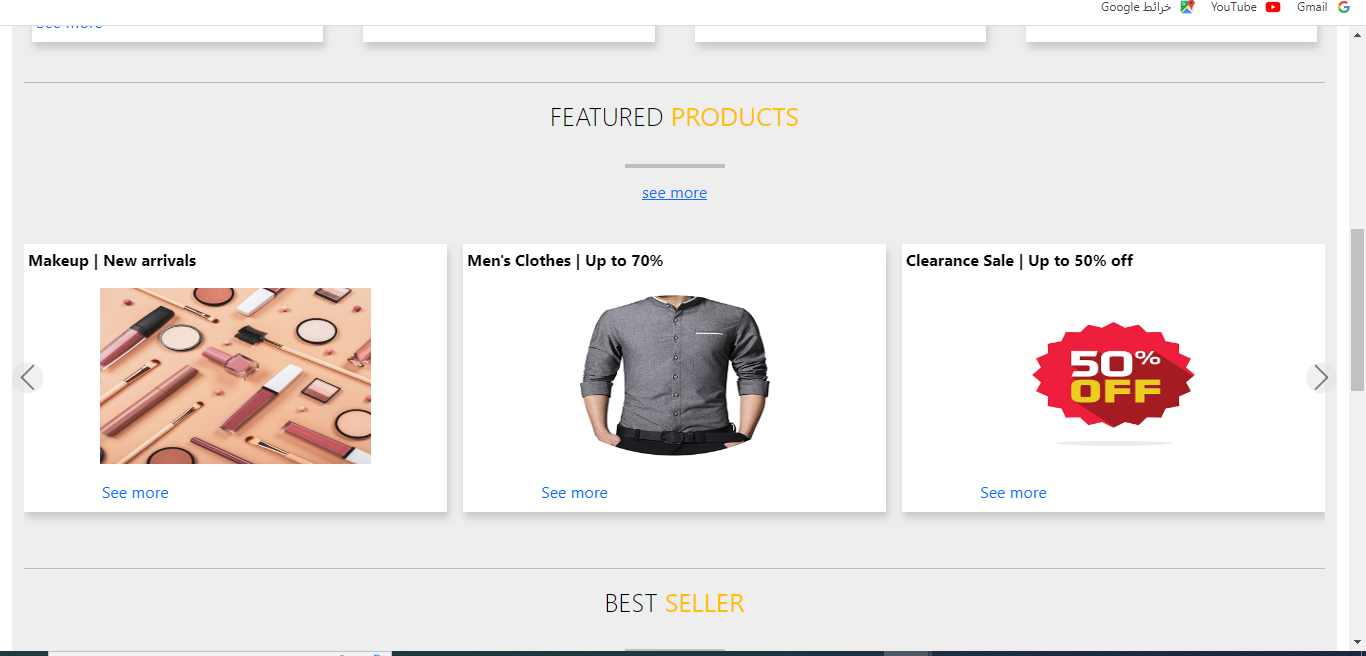 Google خرائط YouTube Gmail
See more
FEATURED PRODUCTS
see more
Makeup | New arrivals
Men's Clothes | Up to 70%
Clearance Sale | Up to 50% off
50%
OFF
See more
See more
See more
BEST SELLER